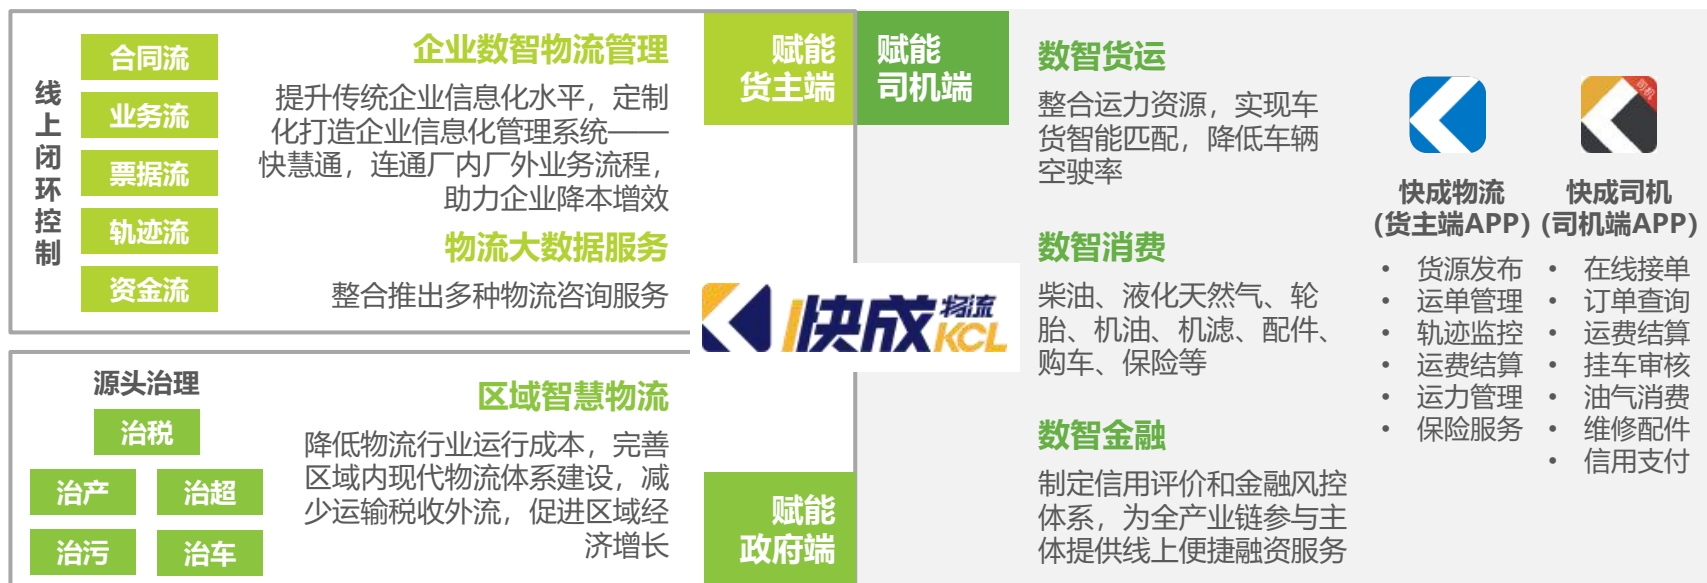 线上闭环控制
合同流
业务流
票据流
轨迹流
资金流
企业数智物流管理
提升传统企业信息化水平，定制
化打造企业信息化管理系统——
快慧通，连通厂内厂外业务流程，
助力企业降本增效
物流大数据服务
整合推出多种物流咨询服务
赋能
货主端
源头治理
治税
治产
治超
治污
治车
区域智慧物流
降低物流行业运行成本，完善
区域内现代物流体系建设，减
少运输税收外流，促进区域经
济增长
赋能
政府端
快成物流
KCL
赋能
司机端
数智货运
整合运力资源，实现车
货智能匹配，降低车辆
空驶率
数智消费
柴油、液化天然气、轮
胎、机油、机滤、配件、
购车、保险等
数智金融
制定信用评价和金融风控
体系，为全产业链参与主
体提供线上便捷融资服务
快成物流
(货主端APP)
• 货源发布
• 运单管理
• 轨迹监控
• 运费结算
• 运力管理
• 保险服务
司机
快成司机
(司机端APP)
• 在线接单
• 订单查询
• 运费结算
• 挂车审核
• 油气消费
• 维修配件
• 信用支付